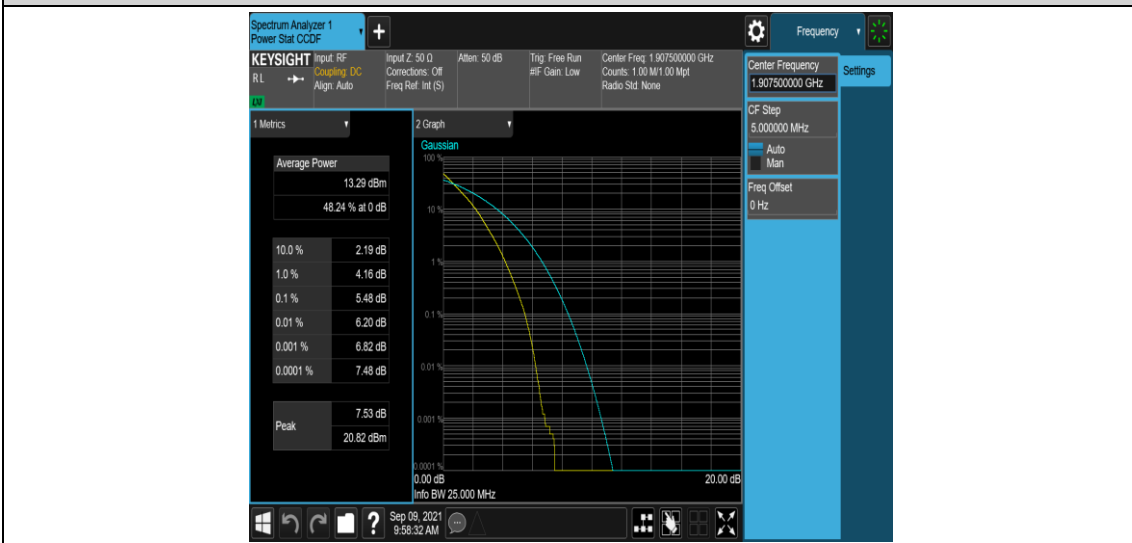 Spectrum Analyzer 1
Power Stat CCDF
+
Frequency
KEYSIGHT
Input: RF
Coupling: DC
Align: Auto
RL
LXI
Input Z: 50 Ω
Corrections: Off
Freq Ref: Int (S)
Atten: 50 dB
Trig: Free Run
#IF Gain: Low
Center Freq: 1.907500000 GHz
Counts: 1.00 M/1.00 Mpt
Radio Std: None
Center Frequency
1.907500000 GHz
Settings
CF Step
5.000000 MHz
Auto
Man
Freq Offset
0 Hz
1 Metrics
Average Power
13.29 dBm
48.24 % at 0 dB
10.0 % 2.19 dB
1.0 % 4.16 dB
0.1 % 5.48 dB
0.01 % 6.20 dB
0.001 % 6.82 dB
0.0001 % 7.48 dB
Peak
7.53 dB
20.82 dBm
2 Graph
Gaussian
100 %
10 %
1 %
0.1 %
0.01 %
0.001 %
0.0001 %
0.00 dB 20.00 dB
Info BW 25.000 MHz
?
Sep 09, 2021
9:58:32 AM